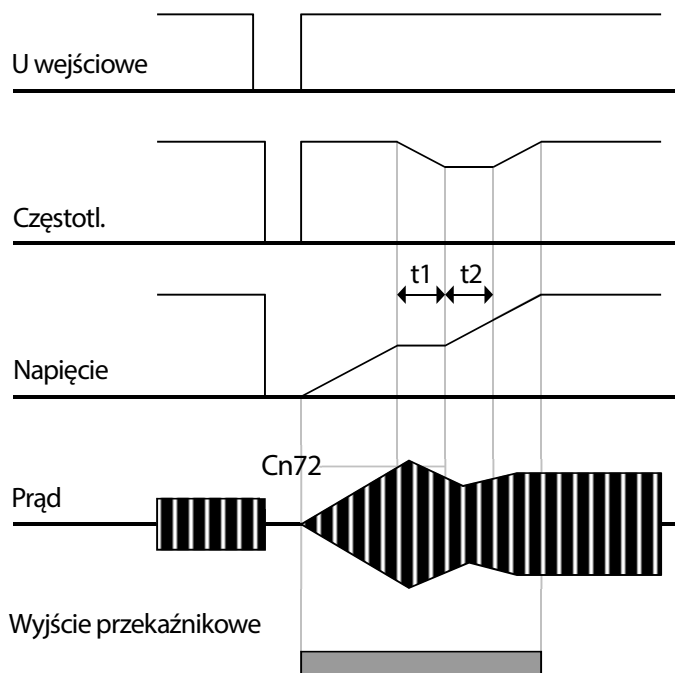 U wejściowe
Częstotl.
t1 t2
Napięcie
Cn72
Prąd
Wyjście przekaźnikowe